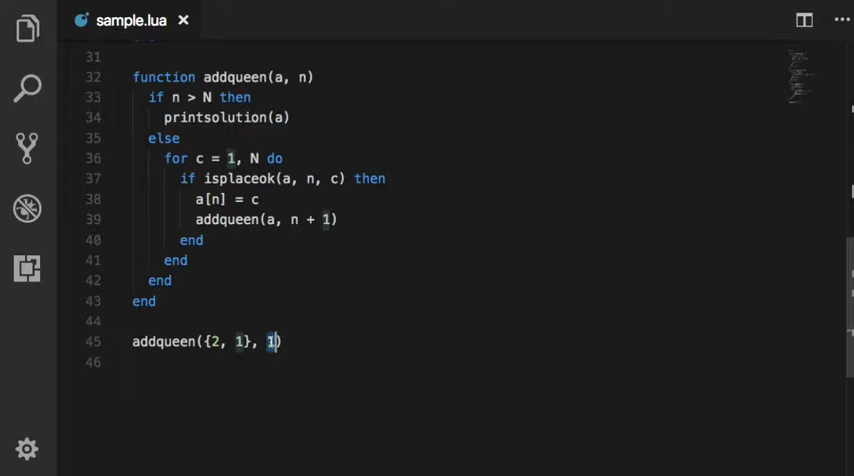 sample.lua
31
32 function addqueen(a, n)
33 if n > N then
34 printsolution(a)
35 else
36 for c = 1, N do
37 if isplaceok(a, n, c) then
38 a[n] = c
39 addqueen(a, n + 1)
40 end
41 end
42 end
43 end
44
45 addqueen({2, 1}, 1)
46